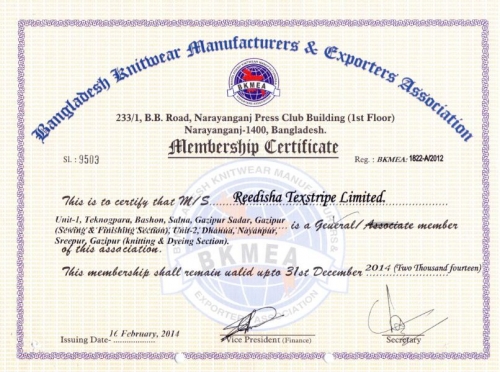 Bangladesh Knitwear Manufacturers & Exporters Association
BKMEA
233/1, B.B. Road, Narayanganj Press Club Building (1st Floor)
Narayanganj-1400, Bangladesh.
Membership Certificate
Sl. : 9503
Reg. : BKMEA: 1822-A/2012
This is to certify that M/S. Reedisha Texstripe Limited.
Unit-1, Teknogpara, Bashon, Salna, Gazipur Sadar, Gazipur
(Sewing & Finishing Section), Unit-2, Dhanua, Nayanpur,
is a General/ Associate member
Sreepur, Gazipur (knitting & Dyeing Section).
of this association.
BKMEA
This membership shall remain valid upto 31st December 2014 (Two Thousand fourteen)
16 February, 2014
Issuing Date-
Vice President (Finance)
Secretary